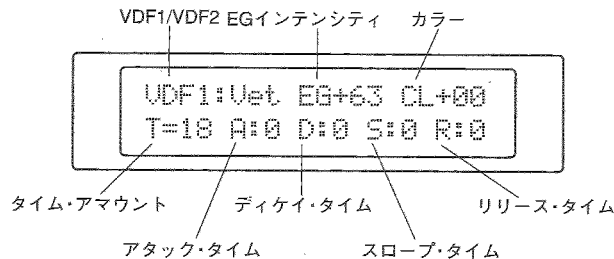 VDF1/VDF2 EGインテンシティ カラー
VDF1:Vet EG+63 CL+00
T=18 A:0 D:0 S:0 R:0
タイム・アマウント ディケイ・タイム リリース・タイム
アタック・タイム スロープ・タイム